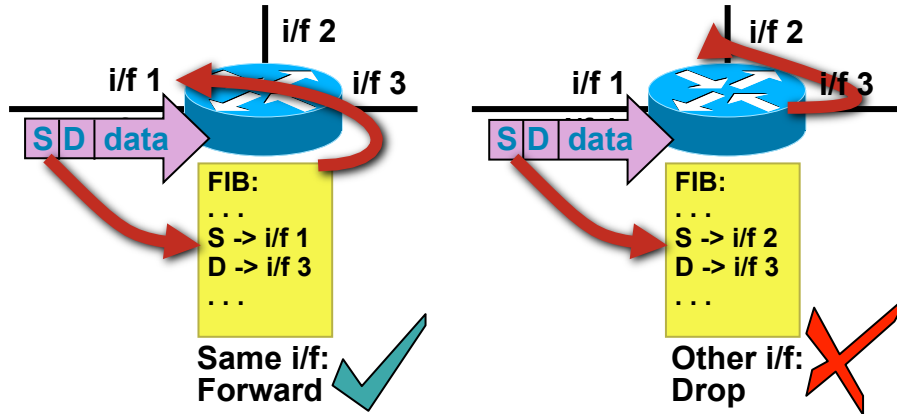 i/f 2
i/f 1
i/f 3
S D data
FIB:
. . .
S -> i/f 1
D -> i/f 3
. . .
Same i/f:
Forward
i/f 2
i/f 1
i/f 3
S D data
FIB:
. . .
S -> i/f 2
D -> i/f 3
. . .
Other i/f:
Drop